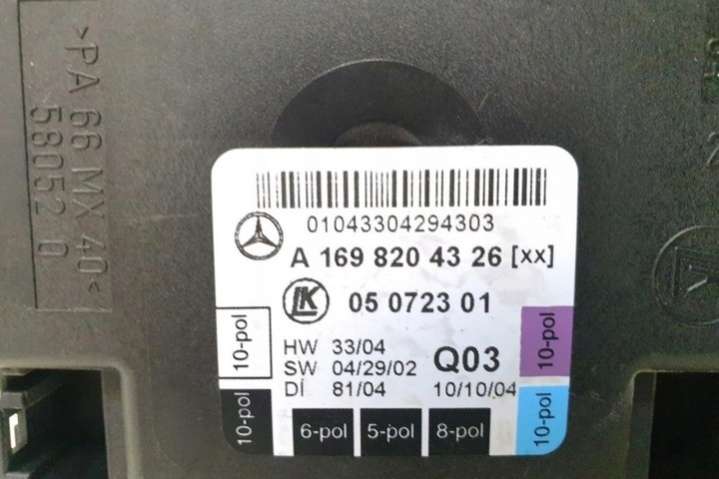 >PA 66 MX 40<
58052 0
01043304294303
A 169 820 43 26 [xx]
LK 05 0723 01
10-pol
HW 33/04
SW 04/29/02
DI 81/04
Q03
10/10/04
10-pol
10-pol
6-pol
5-pol
8-pol
10-pol